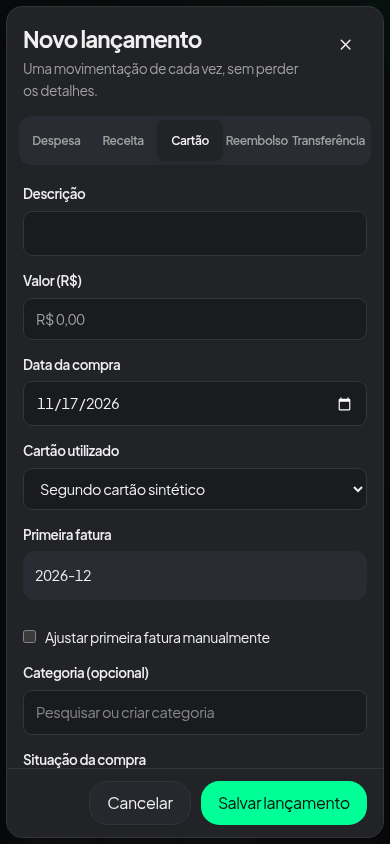 Novo lançamento
Uma movimentação de cada vez, sem perder
os detalhes.
Despesa Receita Cartão Reembolso Transferência
Descrição
Valor (R$)
R$ 0,00
Data da compra
11/17/2026
Cartão utilizado
Segundo cartão sintético
Primeira fatura
2026-12
Ajustar primeira fatura manualmente
Categoria (opcional)
Pesquisar ou criar categoria
Situação da compra
Cancelar Salvar lançamento